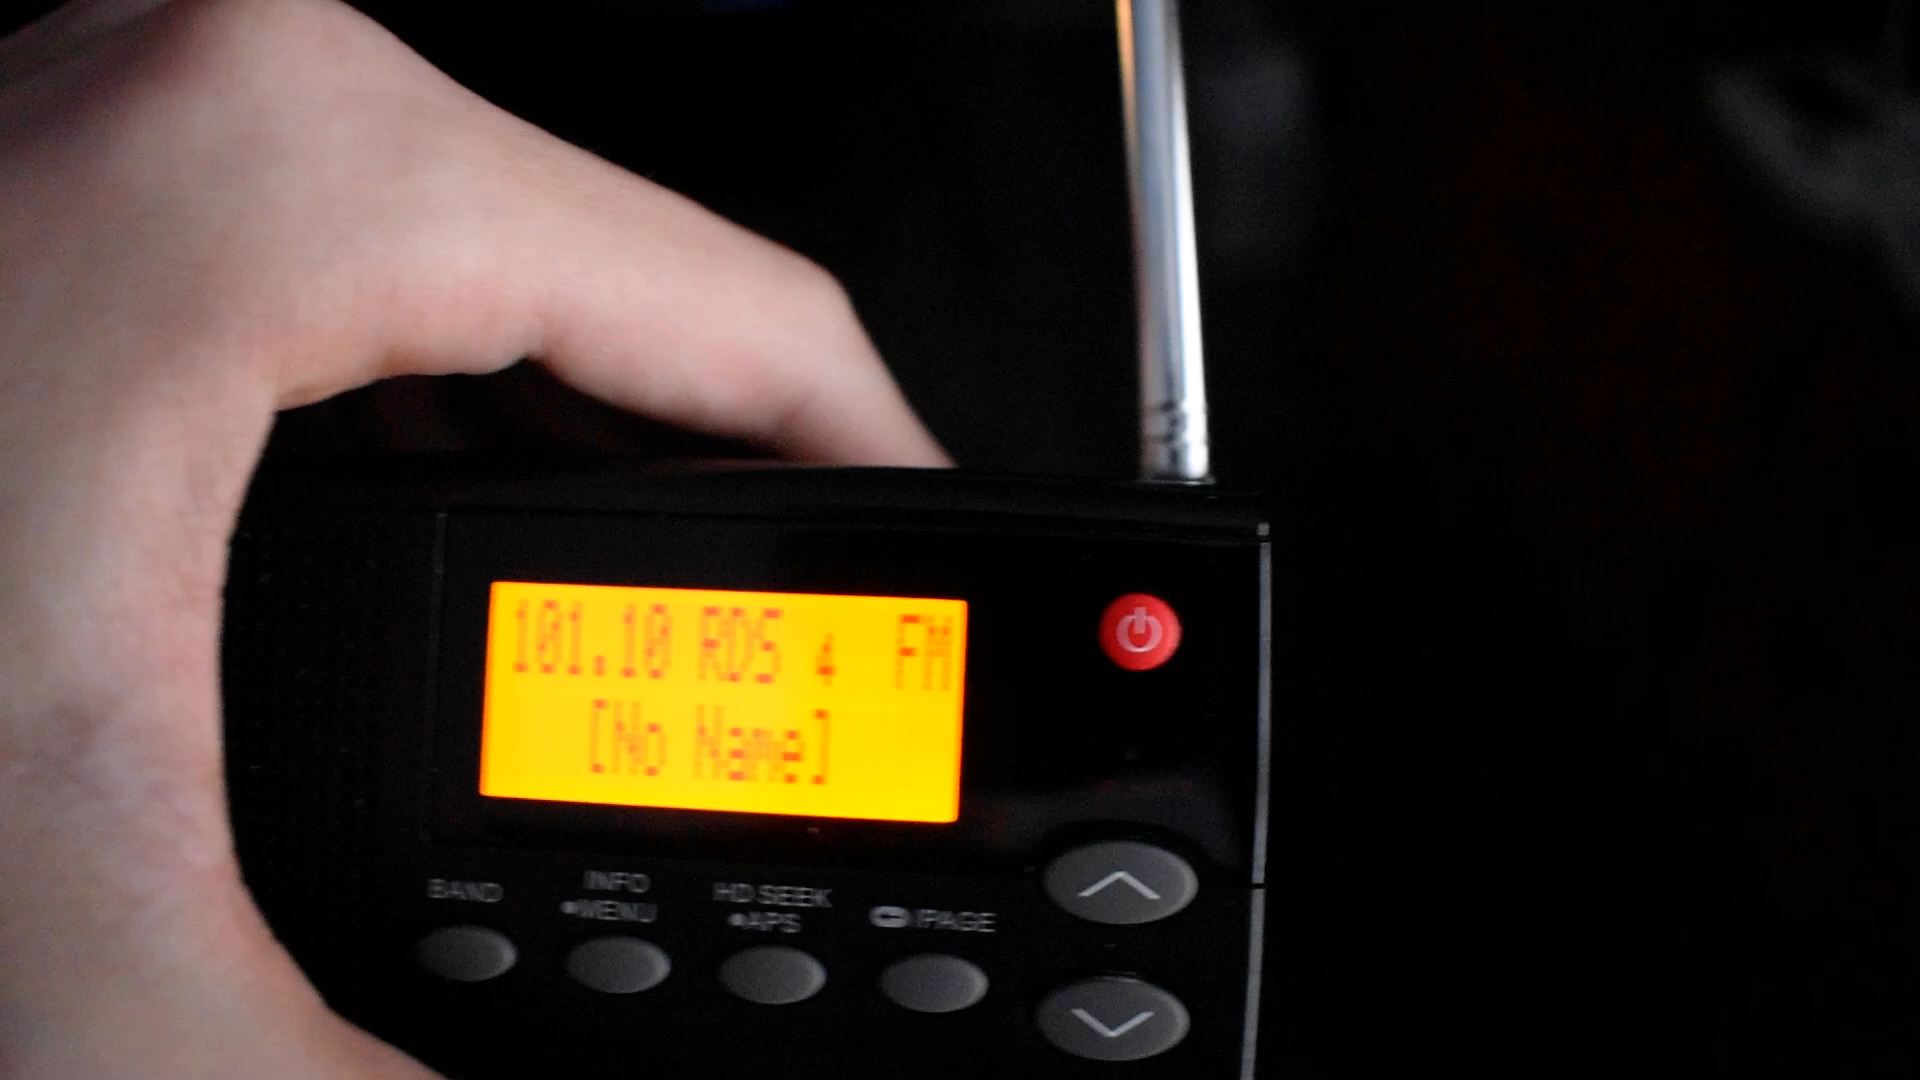 101.10 RDS 4 FM
[No Name]
BAND
INFO
•MENU
HD SEEK
•APS
/PAGE